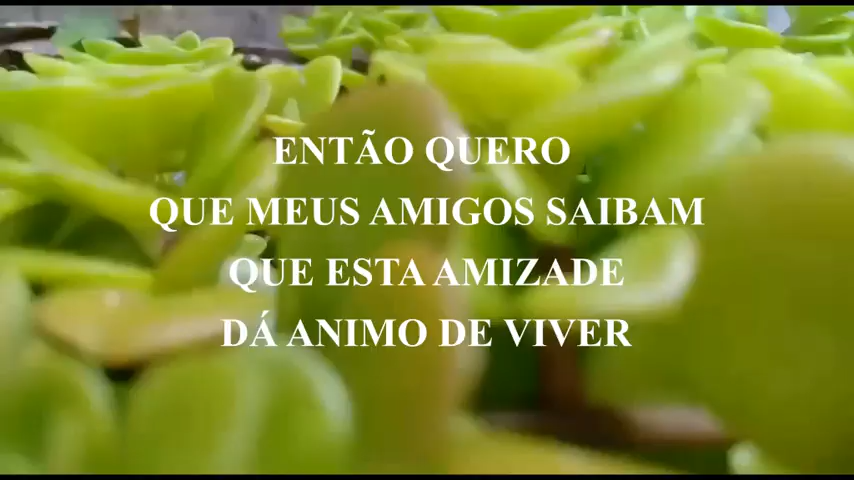 ENTÃO QUERO
QUE MEUS AMIGOS SAIBAM
QUE ESTA AMIZADE
DÁ ANIMO DE VIVER